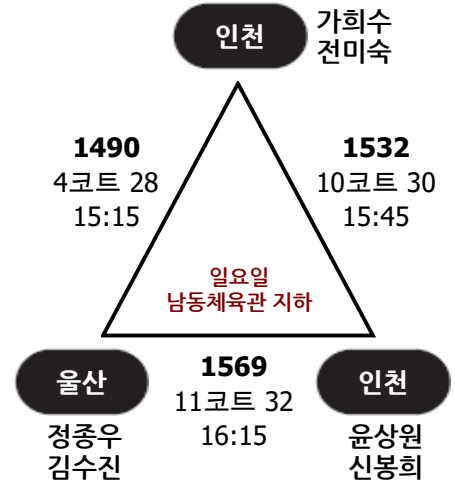 인천
가희수
전미숙
1490
4코트 28
15:15
1532
10코트 30
15:45
일요일
남동체육관 지하
울산
정종우
김수진
1569
11코트 32
16:15
인천
윤상원
신봉희